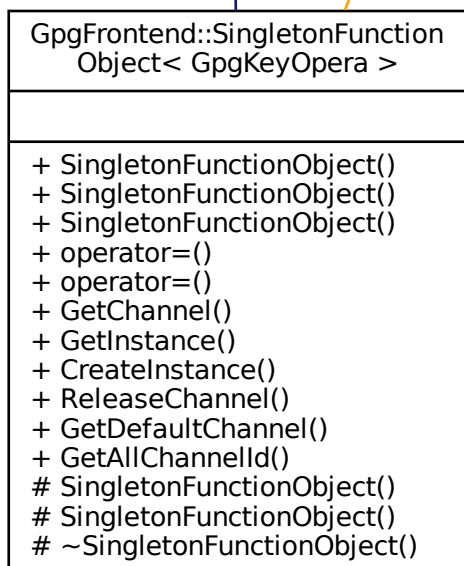 GpgFrontend::SingletonFunction
Object< GpgKeyOpera >
+ SingletonFunctionObject()
+ SingletonFunctionObject()
+ SingletonFunctionObject()
+ operator=()
+ operator=()
+ GetChannel()
+ GetInstance()
+ CreateInstance()
+ ReleaseChannel()
+ GetDefaultChannel()
+ GetAllChannelId()
# SingletonFunctionObject()
# SingletonFunctionObject()
# ~SingletonFunctionObject()